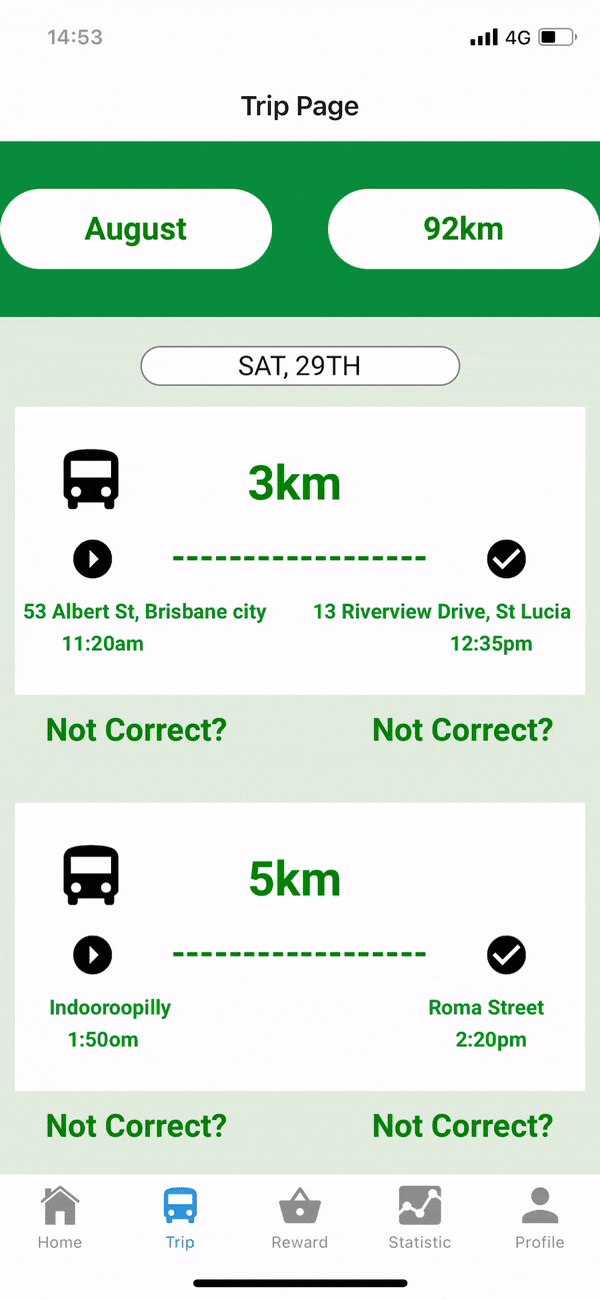 14:53 4G
Trip Page
August 92km
SAT, 29TH
3km
53 Albert St, Brisbane city 13 Riverview Drive, St Lucia
11:20am 12:35pm
Not Correct? Not Correct?
5km
Indooroopilly Roma Street
1:50om 2:20pm
Not Correct? Not Correct?
Home Trip Reward Statistic Profile